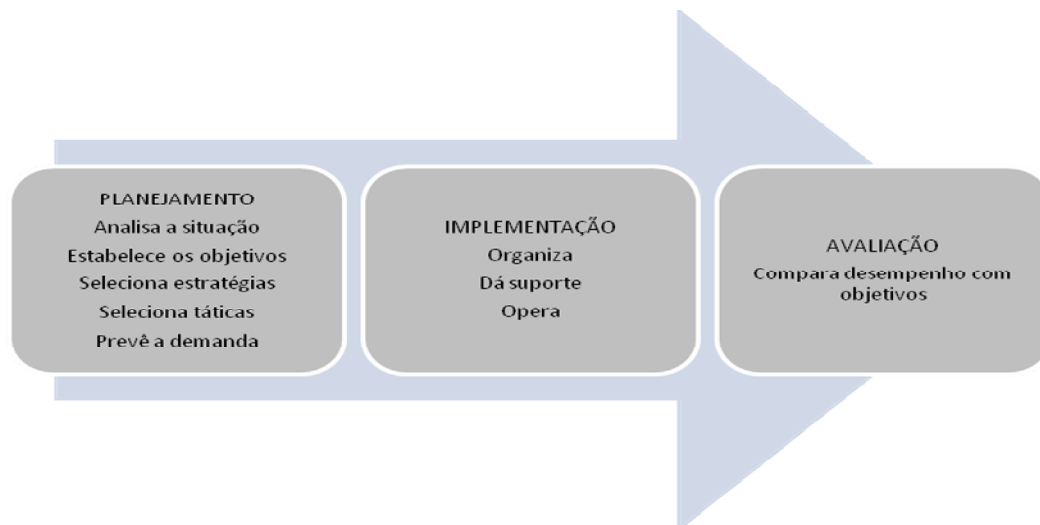 PLANEJAMENTO
Analisa a situação
Estabelece os objetivos
Seleciona estratégias
Seleciona táticas
Prevê a demanda
IMPLEMENTAÇÃO
Organiza
Dá suporte
Opera
AVALIAÇÃO
Compara desempenho com
objetivos